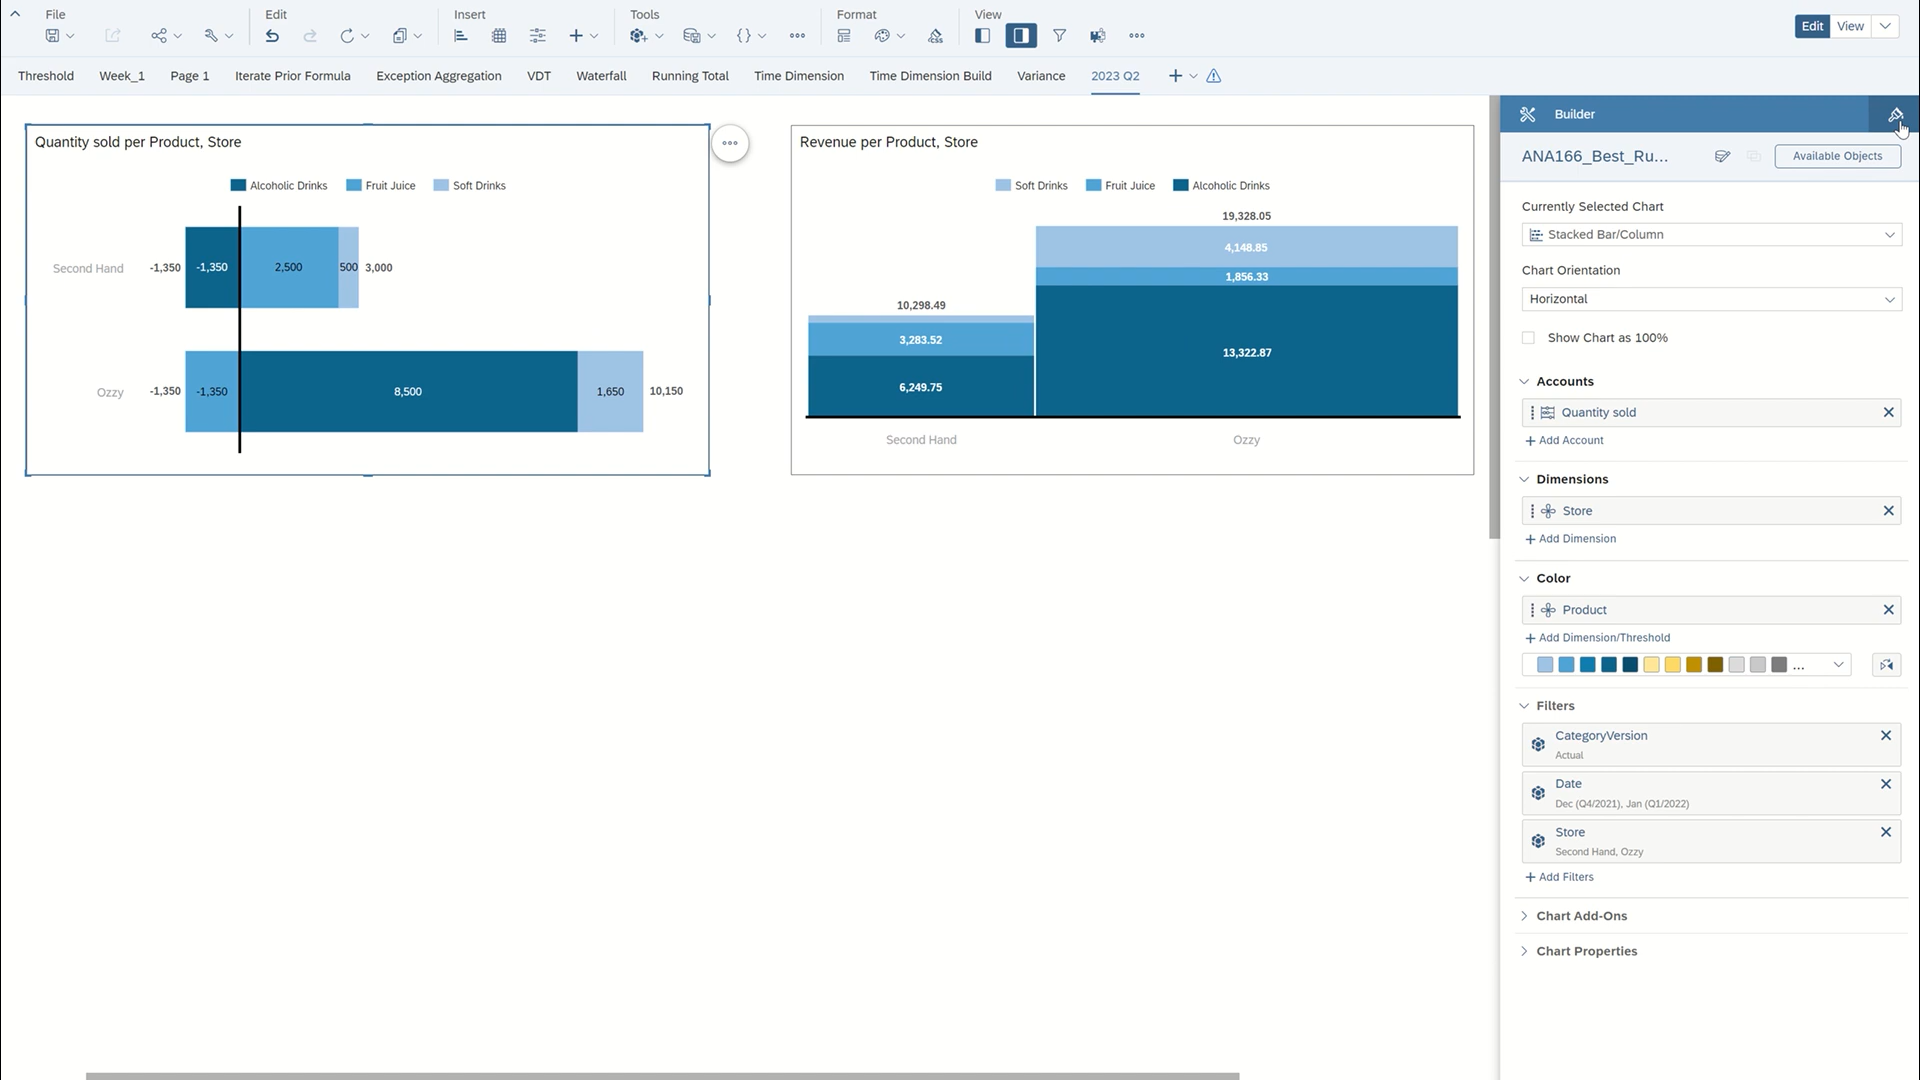 File
Edit
Insert
Tools
Format
View
Edit
View
Threshold
Week_1
Page 1
Iterate Prior Formula
Exception Aggregation
VDT
Waterfall
Running Total
Time Dimension
Time Dimension Build
Variance
2023 Q2
Quantity sold per Product, Store
Alcoholic Drinks
Fruit Juice
Soft Drinks
Second Hand
-1,350
-1,350
2,500
500
3,000
Ozzy
-1,350
-1,350
8,500
1,650
10,150
Revenue per Product, Store
Soft Drinks
Fruit Juice
Alcoholic Drinks
19,328.05
4,148.85
1,856.33
10,298.49
3,283.52
13,322.87
6,249.75
Second Hand
Ozzy
Builder
ANA166_Best_Ru...
Available Objects
Currently Selected Chart
Stacked Bar/Column
Chart Orientation
Horizontal
Show Chart as 100%
Accounts
Quantity sold
+ Add Account
Dimensions
Store
+ Add Dimension
Color
Product
+ Add Dimension/Threshold
...
Filters
CategoryVersion
Actual
Date
Dec (Q4/2021), Jan (Q1/2022)
Store
Second Hand, Ozzy
+ Add Filters
Chart Add-Ons
Chart Properties